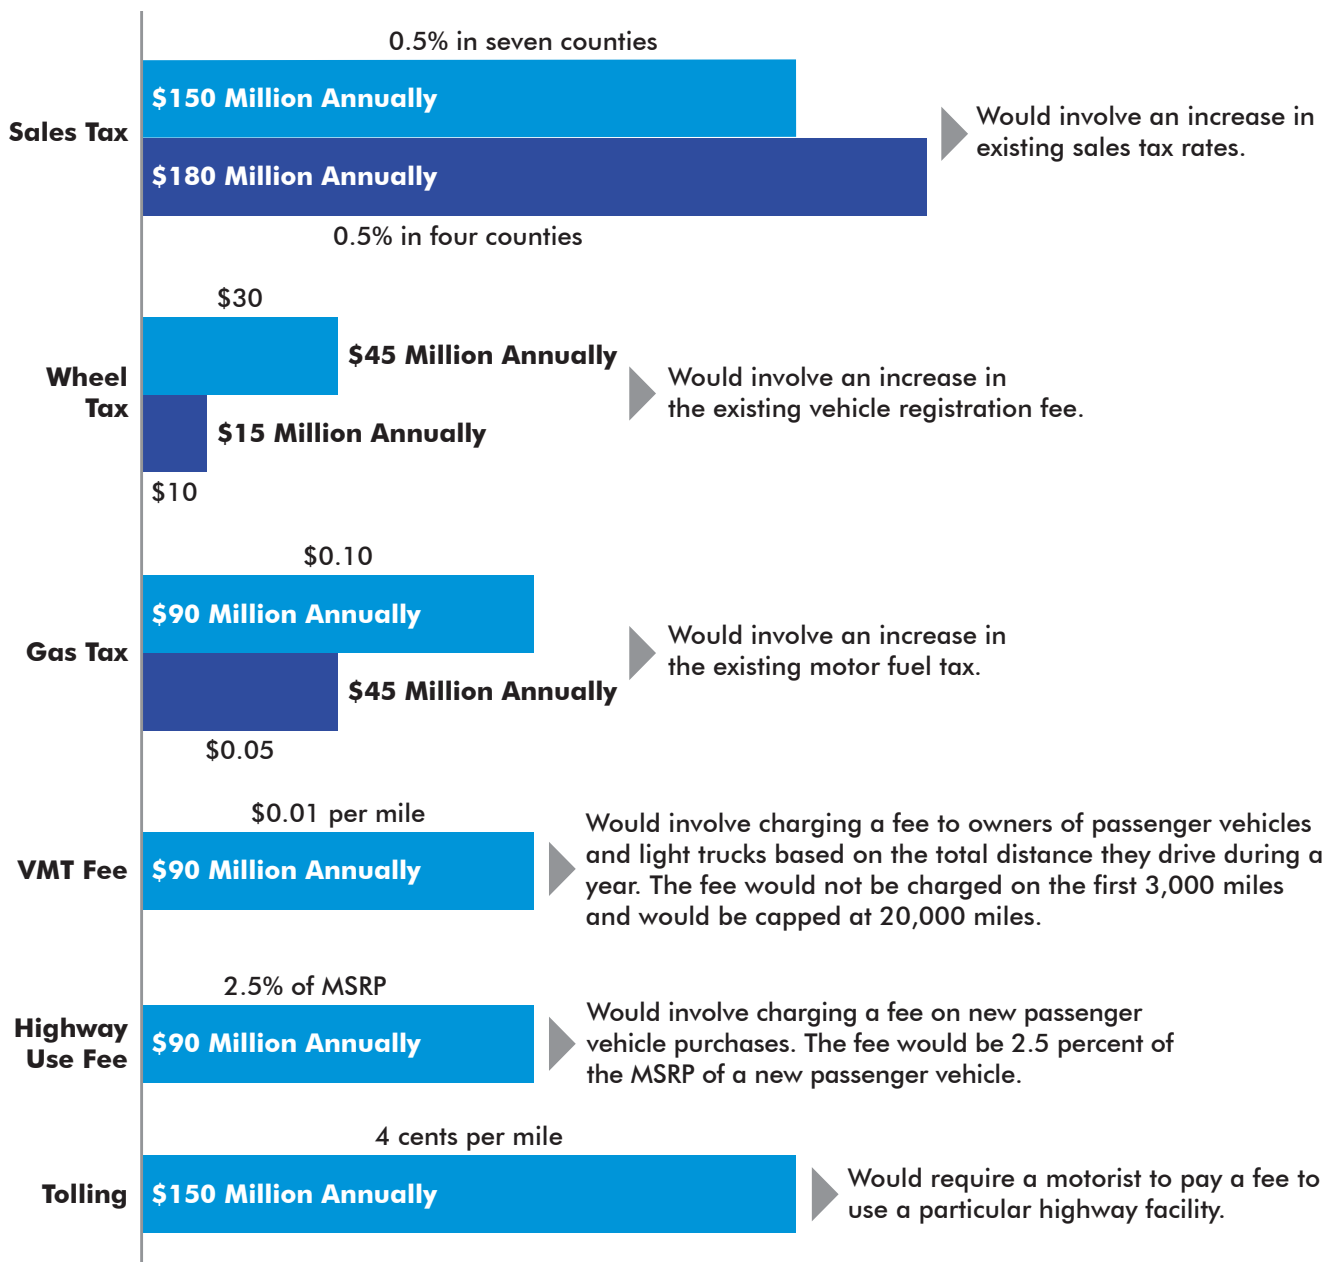 0.5% in seven counties
Sales Tax
$150 Million Annually
$180 Million Annually
0.5% in four counties
Would involve an increase in
existing sales tax rates.
$30
Wheel
Tax
$45 Million Annually
$15 Million Annually
$10
Would involve an increase in
the existing vehicle registration fee.
$0.10
Gas Tax
$90 Million Annually
$45 Million Annually
$0.05
Would involve an increase in
the existing motor fuel tax.
$0.01 per mile
VMT Fee
$90 Million Annually
Would involve charging a fee to owners of passenger vehicles
and light trucks based on the total distance they drive during a
year. The fee would not be charged on the first 3,000 miles
and would be capped at 20,000 miles.
2.5% of MSRP
Highway
Use Fee
$90 Million Annually
Would involve charging a fee on new passenger
vehicle purchases. The fee would be 2.5 percent of
the MSRP of a new passenger vehicle.
4 cents per mile
Tolling
$150 Million Annually
Would require a motorist to pay a fee to
use a particular highway facility.